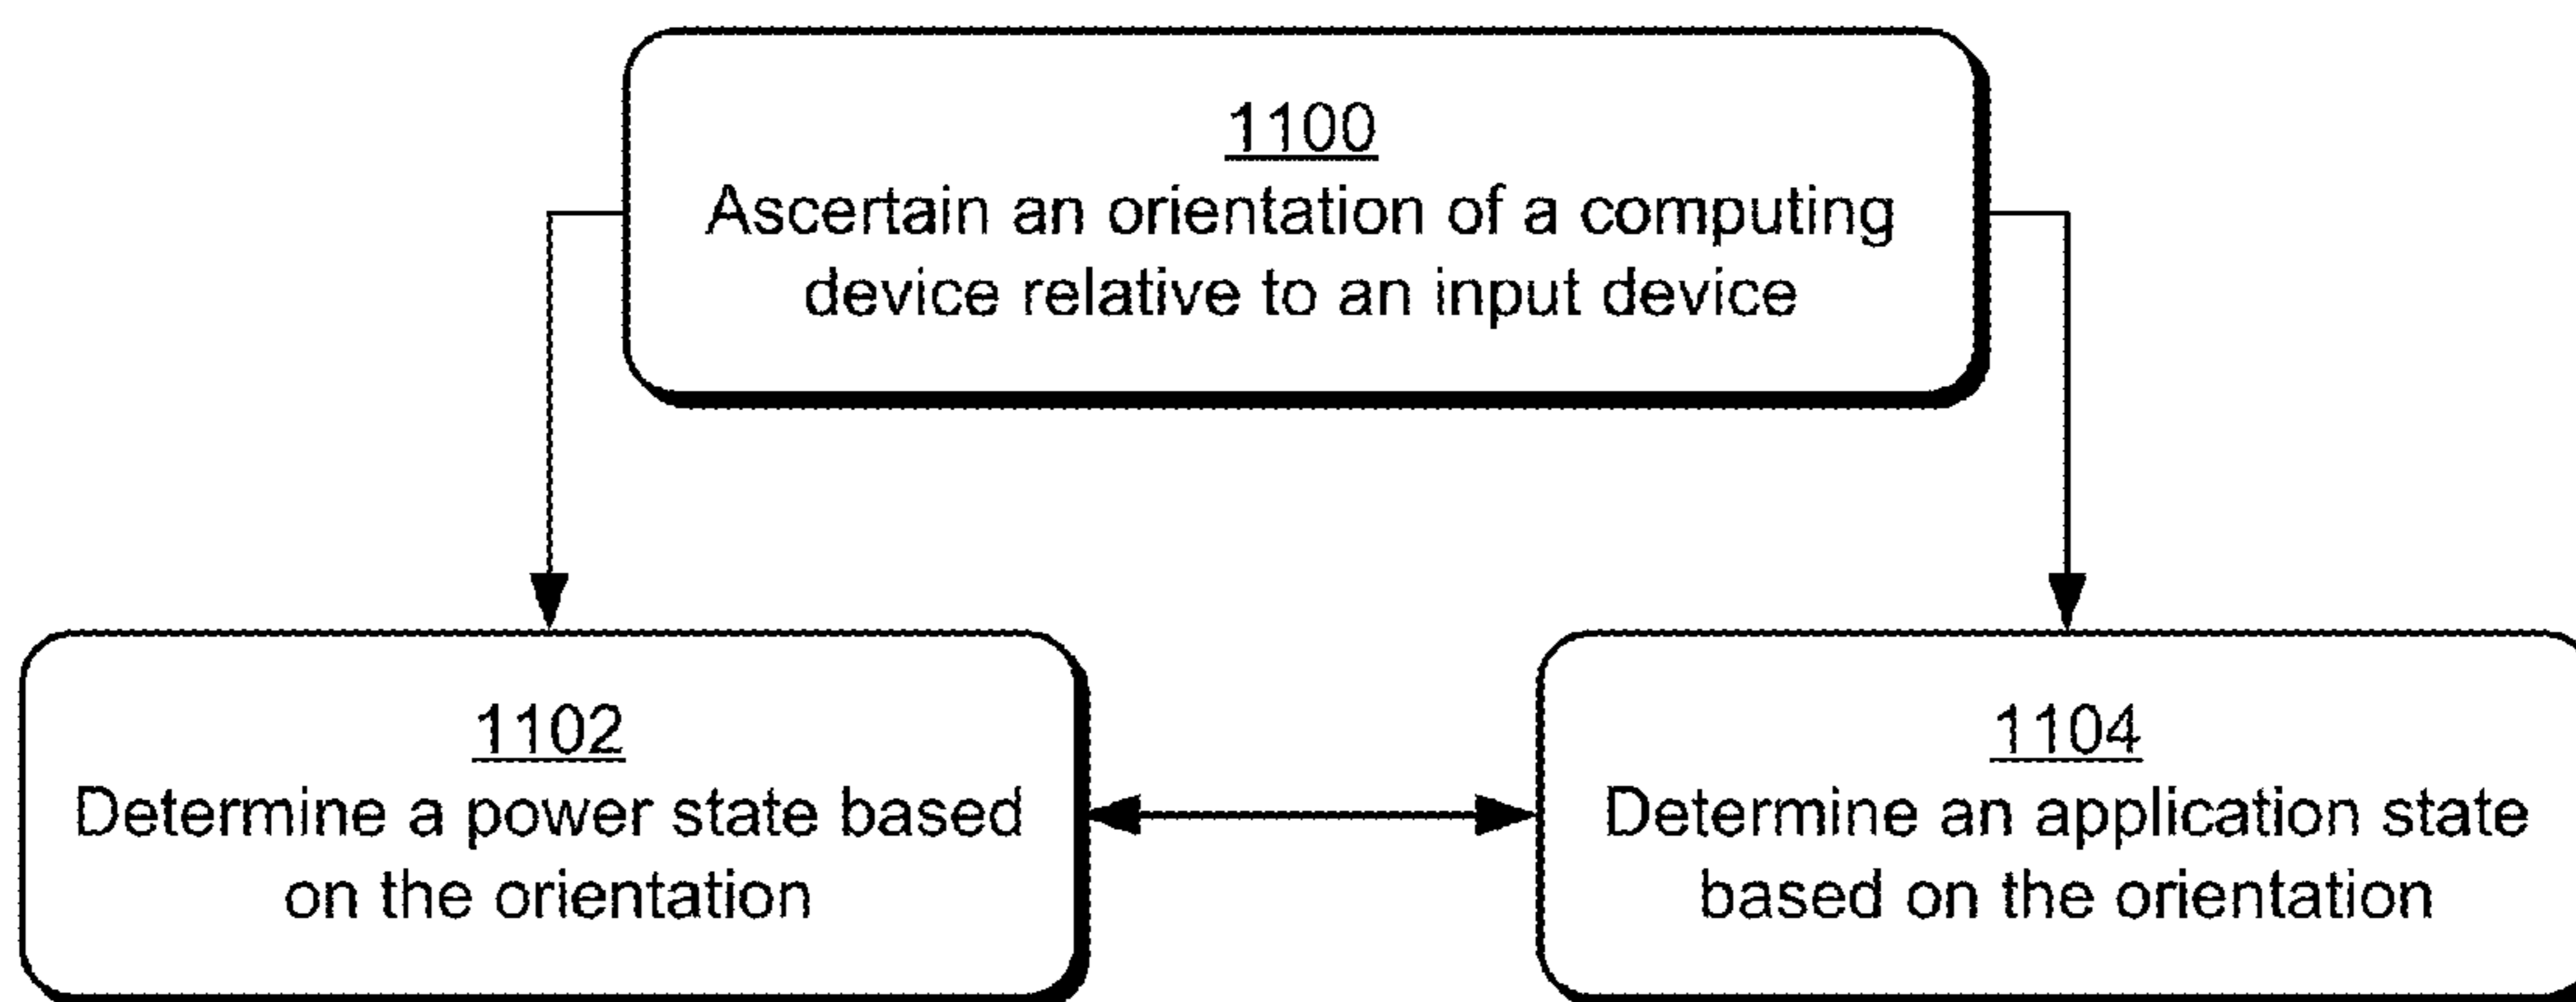 1100
Ascertain an orientation of a computing
device relative to an input device
1102
Determine a power state based
on the orientation
1104
Determine an application state
based on the orientation